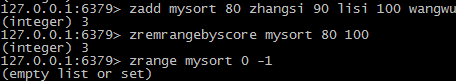 127.0.0.1:6379> zadd mysort 80 zhangsi 90 lisi 100 wangwu
(integer) 3
127.0.0.1:6379> zremrangebyscore mysort 80 100
(integer) 3
127.0.0.1:6379> zrange mysort 0 -1
(empty list or set)